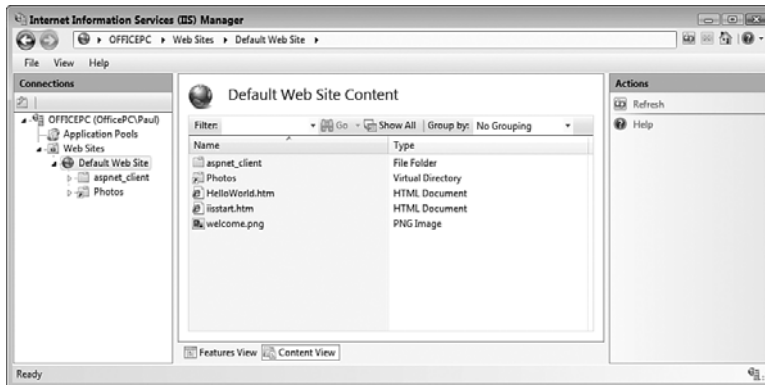 Internet Information Services (IIS) Manager
OFFICEPC ▸ Web Sites ▸ Default Web Site ▸
File View Help
Connections
OFFICEPC (OfficePC\Paul)
Application Pools
Web Sites
Default Web Site
aspnet_client
Photos
Default Web Site Content
Filter: Go Show All Group by: No Grouping
Name Type
aspnet_client File Folder
Photos Virtual Directory
HelloWorld.htm HTML Document
iisstart.htm HTML Document
welcome.png PNG Image
Features View Content View
Actions
Refresh
Help
Ready